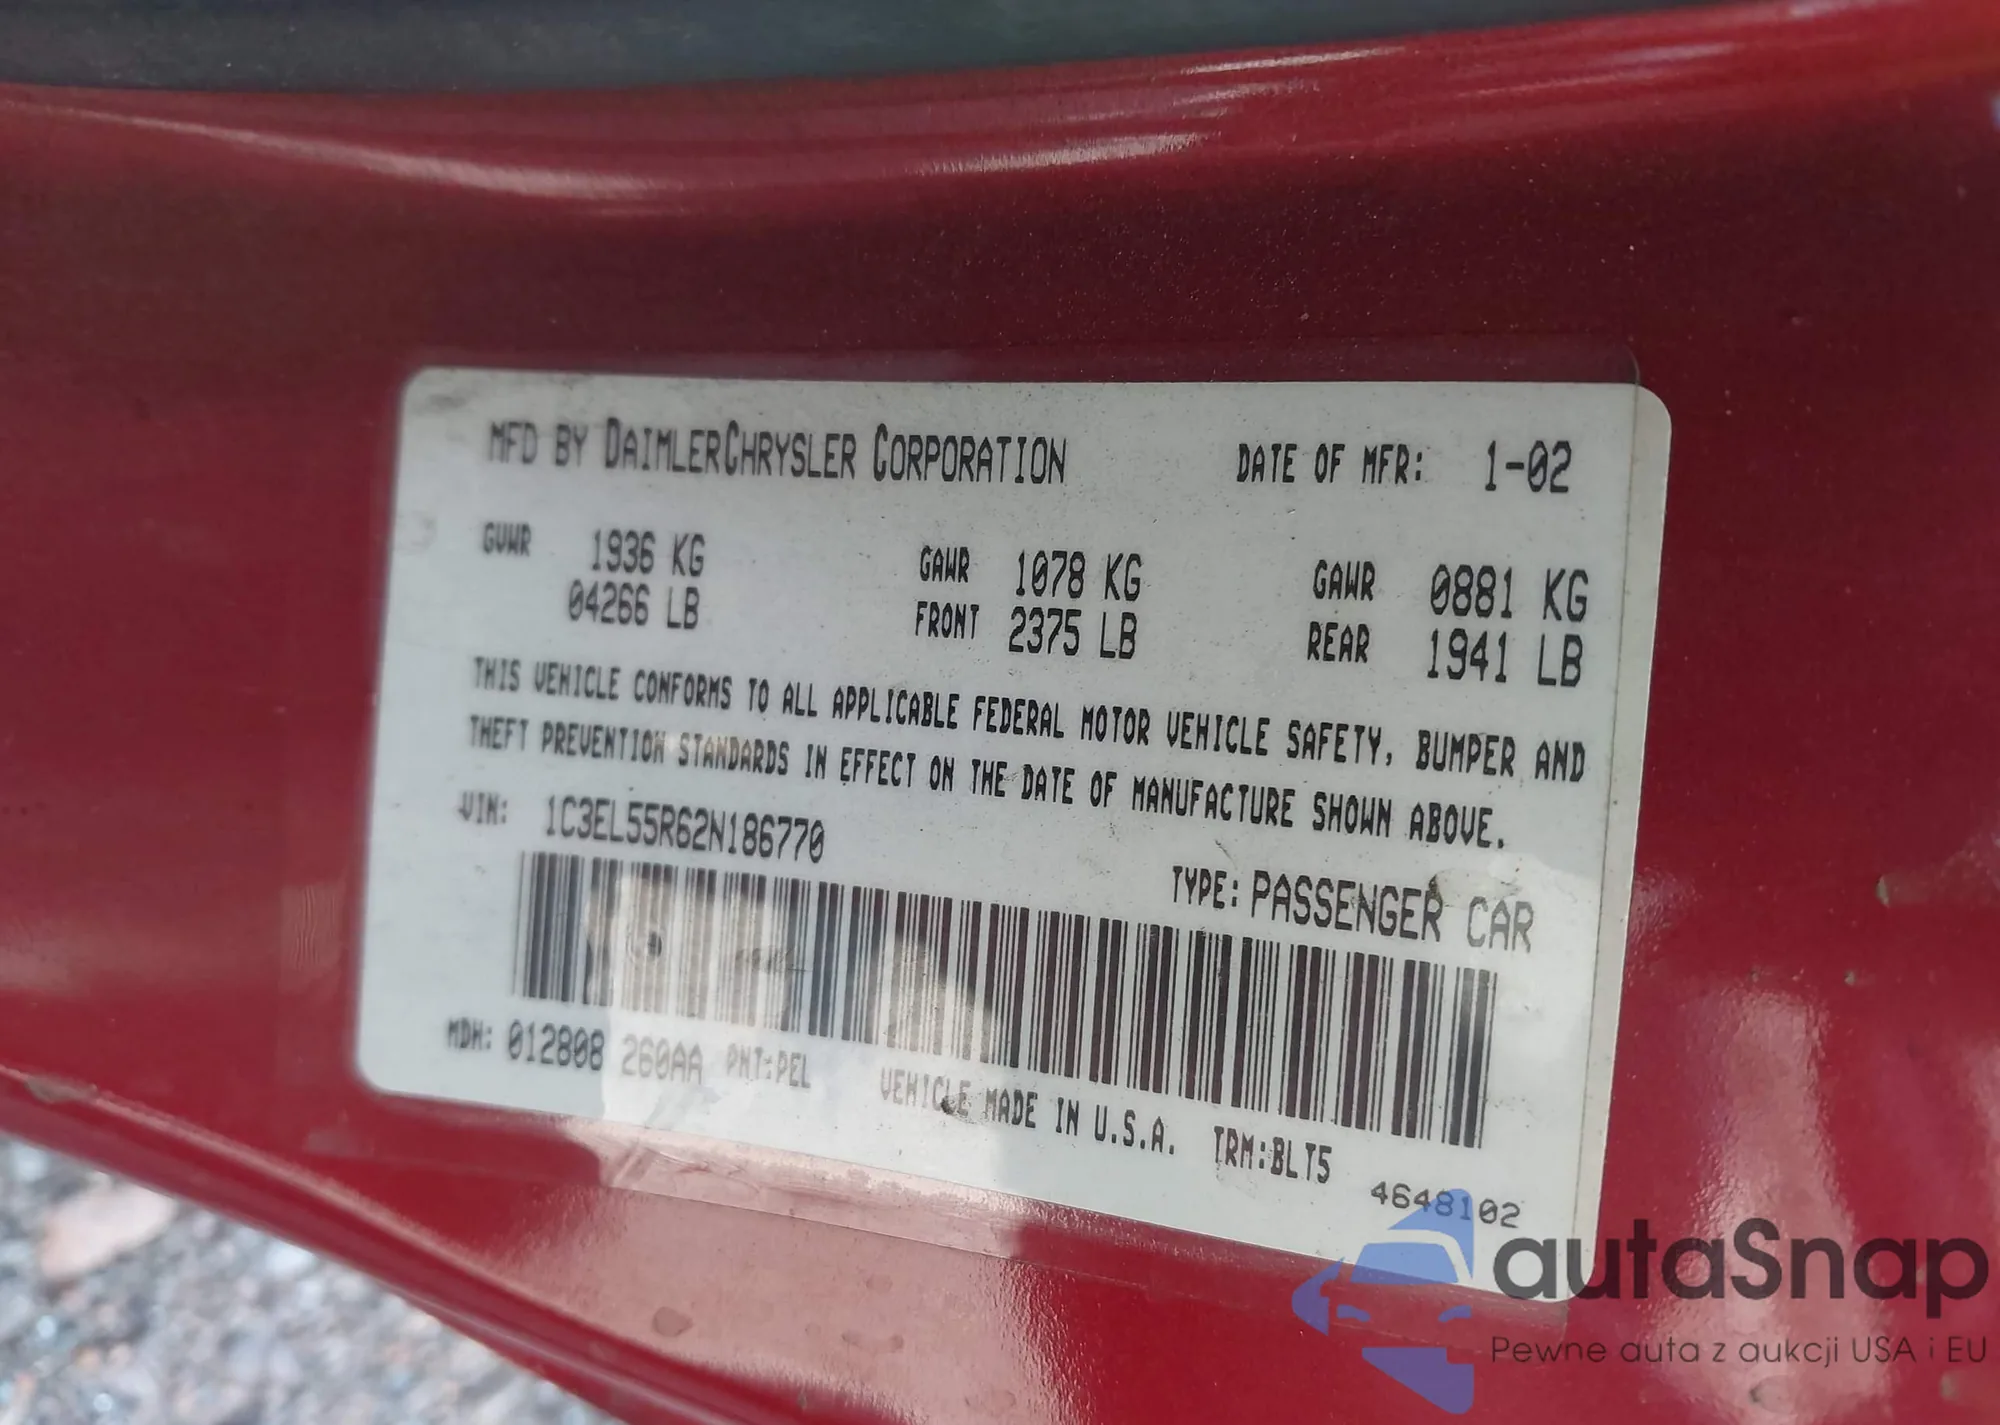 MFD BY DAIMLERCHRYSLER CORPORATION DATE OF MFR: 1-02
GVWR 1936 KG GAWR 1078 KG GAWR 0881 KG
04266 LB FRONT 2375 LB REAR 1941 LB
THIS VEHICLE CONFORMS TO ALL APPLICABLE FEDERAL MOTOR VEHICLE SAFETY, BUMPER AND
THEFT PREVENTION STANDARDS IN EFFECT ON THE DATE OF MANUFACTURE SHOWN ABOVE.
VIN: 1C3EL55R62N186770
TYPE: PASSENGER CAR
MDH: 012808 260AA PNT:PEL
VEHICLE MADE IN U.S.A. TRM:BLT5
4648102
autaSnap
Pewne auta z aukcji USA i EU